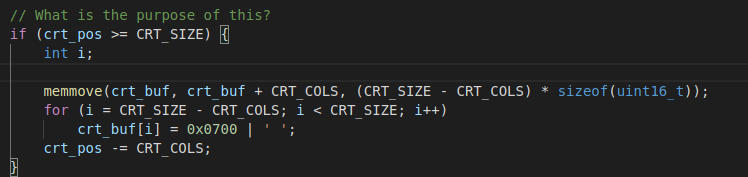 // What is the purpose of this?
if (crt_pos >= CRT_SIZE) {
int i;
memmove(crt_buf, crt_buf + CRT_COLS, (CRT_SIZE - CRT_COLS) * sizeof(uint16_t));
for (i = CRT_SIZE - CRT_COLS; i < CRT_SIZE; i++)
crt_buf[i] = 0x0700 | ' ';
crt_pos -= CRT_COLS;
}